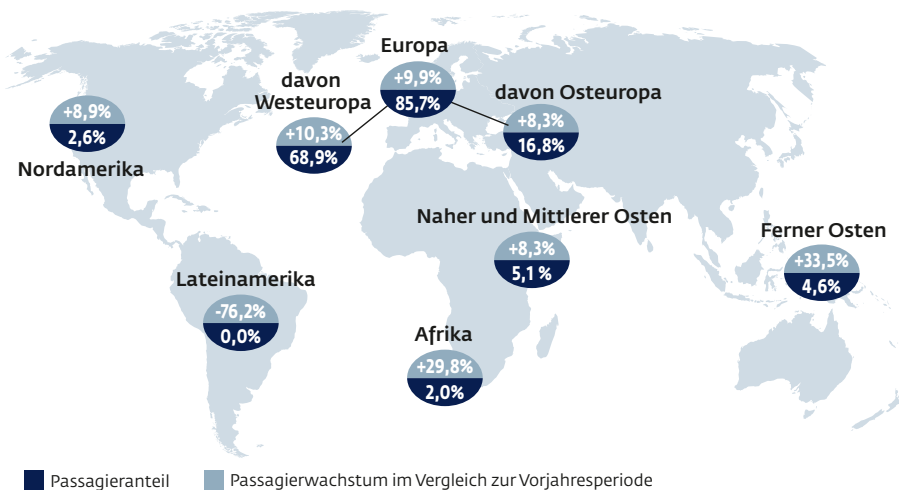 Europa
+9,9%
85,7%
davon
Westeuropa
+10,3%
68,9%
davon Osteuropa
+8,3%
16,8%
+8,9%
2,6%
Nordamerika
Naher und Mittlerer Osten
+8,3%
5,1 %
Ferner Osten
+33,5%
4,6%
Lateinamerika
-76,2%
0,0%
Afrika
+29,8%
2,0%
Passagieranteil
Passagierwachstum im Vergleich zur Vorjahresperiode